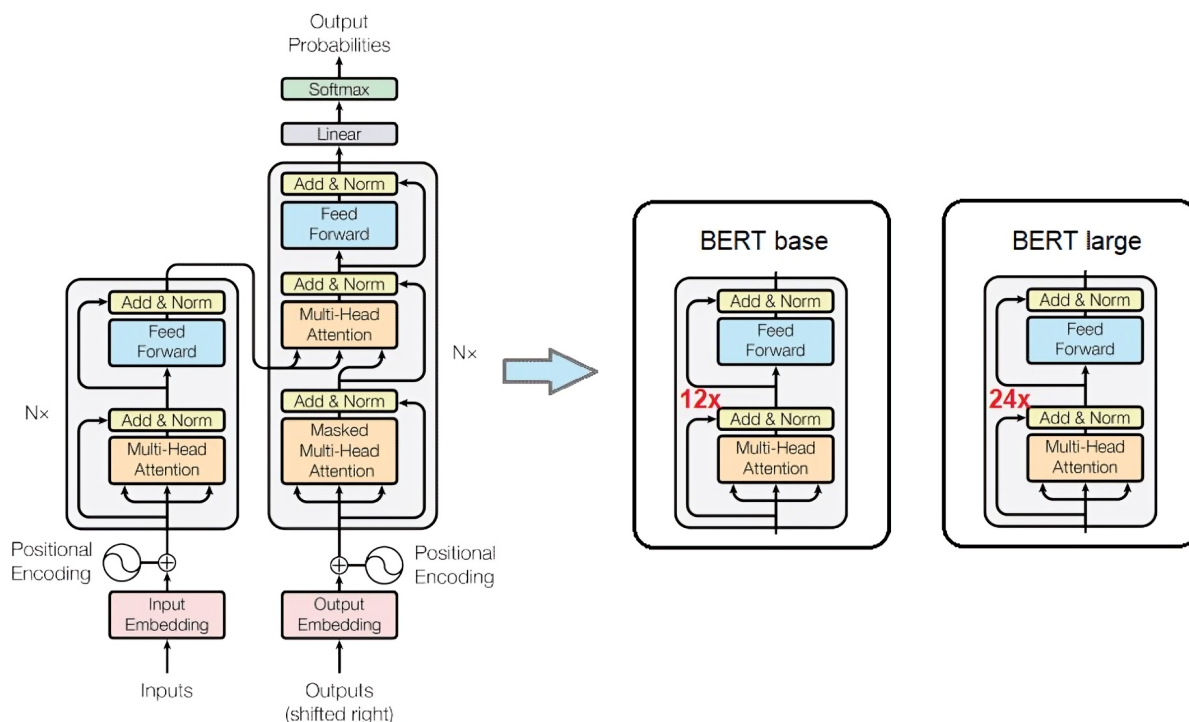 Output
Probabilities
Softmax
Linear
Add & Norm
Feed
Forward
Add & Norm
Multi-Head
Attention
Add & Norm
Masked
Multi-Head
Attention
Nx
Positional
Encoding
Output
Embedding
Outputs
(shifted right)
Add & Norm
Feed
Forward
Add & Norm
Multi-Head
Attention
Nx
Positional
Encoding
Input
Embedding
Inputs
BERT base
Add & Norm
Feed
Forward
12x
Add & Norm
Multi-Head
Attention
BERT large
Add & Norm
Feed
Forward
24x
Add & Norm
Multi-Head
Attention